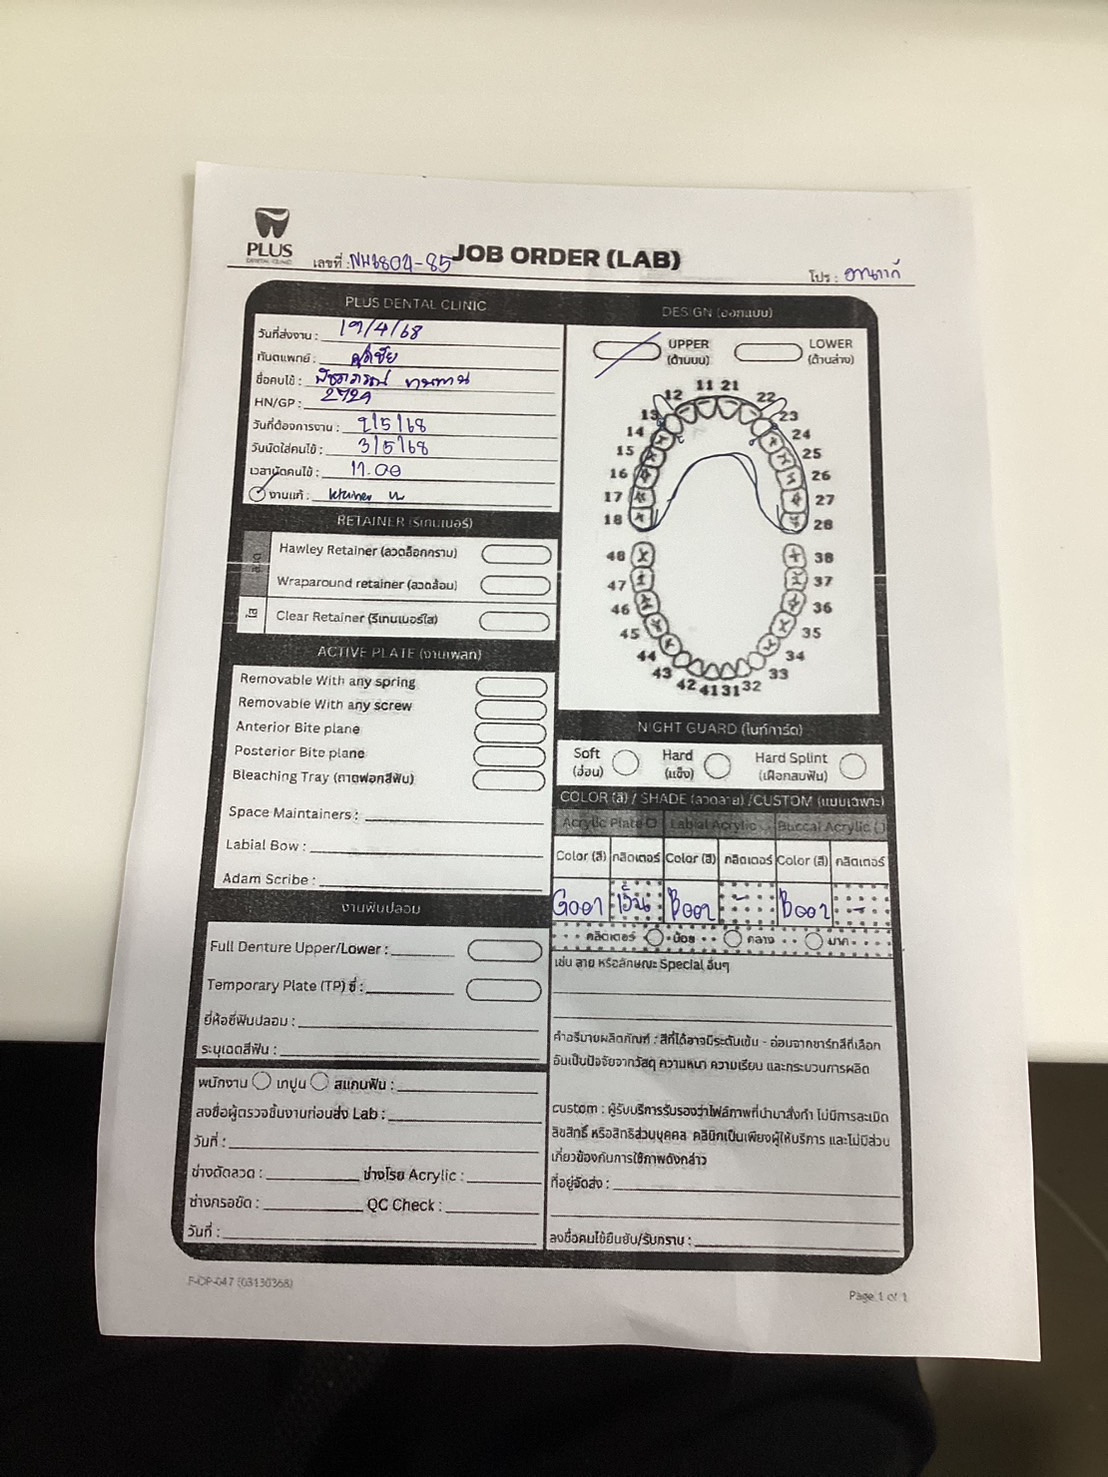 PLUS
DENTAL CLINIC
เลขที่ : NH6804-85
JOB ORDER (LAB)
โปร :
PLUS DENTAL CLINIC
วันที่ส่งงาน : 19/4/68
ทันตแพทย์ :
ชื่อคนไข้ :
HN/GP : 2724
วันที่ต้องการงาน : 2/5/68
วันนัดใส่คนไข้ : 3/5/68
เวลานัดคนไข้ : 17.00
งานแก้ : retainer บน
RETAINER (รีเทนเนอร์)
Hawley Retainer (ลวดล็อกกราม)
Wraparound retainer (ลวดล้อม)
ใส
Clear Retainer (รีเทนเนอร์ใส)
ACTIVE PLATE (งานเพลท)
Removable With any spring
Removable With any screw
Anterior Bite plane
Posterior Bite plane
Bleaching Tray (ถาดฟอกสีฟัน)
Space Maintainers :
Labial Bow :
Adam Scribe :
งานฟันปลอม
Full Denture Upper/Lower :
Temporary Plate (TP) ซี่ :
ยี่ห้อซี่ฟันปลอม :
ระบุเฉดสีฟัน :
พนักงาน เทปูน สแกนฟัน :
ลงชื่อผู้ตรวจชิ้นงานก่อนส่ง Lab :
วันที่ :
ช่างดัดลวด : ช่างโรย Acrylic :
ช่างกรอขัด : QC Check :
วันที่ :
DESIGN (ออกแบบ)
UPPER
(ด้านบน)
LOWER
(ด้านล่าง)
11 21
12 22
13 23
14 24
15 25
16 26
17 27
18 28
48 38
47 37
46 36
45 35
44 34
43 33
42 41 31 32
NIGHT GUARD (ไนท์การ์ด)
Soft
(อ่อน)
Hard
(แข็ง)
Hard Splint
(เฝือกสบฟัน)
COLOR (สี) / SHADE (ลวดลาย) /CUSTOM (แบบเฉพาะ)
Acrylic Plate Labial Acrylic Buccal Acrylic
Color (สี) กลิตเตอร์ Color (สี) กลิตเตอร์ Color (สี) กลิตเตอร์
G001 เงิน B001 - B001 -
กลิตเตอร์ น้อย กลาง มาก
เช่น ลาย หรือลักษณะ Special อื่นๆ
คำอธิบายผลิตภัณฑ์ : สีที่ได้อาจมีระดับเข้ม - อ่อนจากชาร์ทสีที่เลือก
อันเป็นปัจจัยจากวัสดุ ความหนา ความเรียบ และกระบวนการผลิต
custom : ผู้รับบริการรับรองว่าไฟล์ภาพที่นำมาสั่งทำ ไม่มีการละเมิด
ลิขสิทธิ์ หรือสิทธิส่วนบุคคล คลินิกเป็นเพียงผู้ให้บริการ และไม่มีส่วน
เกี่ยวข้องกับการใช้ภาพดังกล่าว
ที่อยู่จัดส่ง :
ลงชื่อคนไข้ยืนยัน/รับทราบ :
F-DP-047 (03130368)
Page 1 of 1